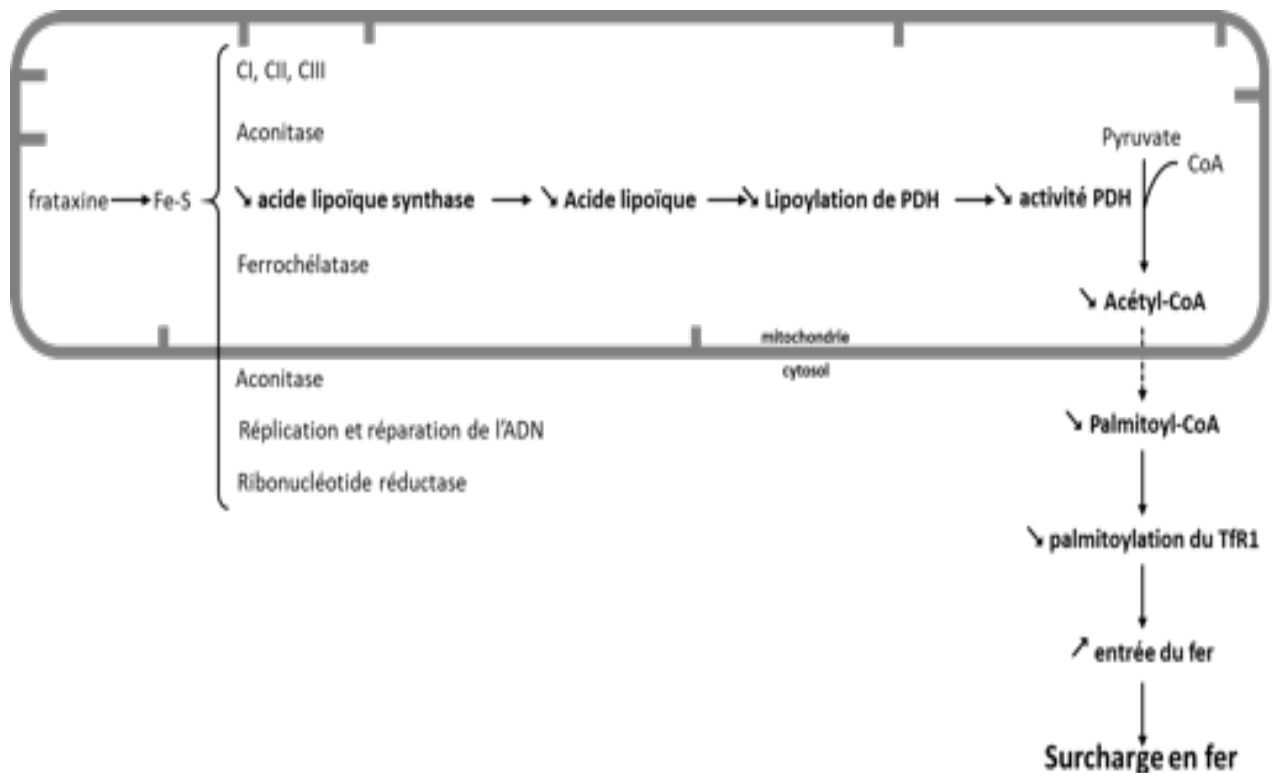 CI, CII, CIII
Aconitase
Pyruvate
CoA
frataxine Fe-S acide lipoïque synthase Acide lipoïque Lipoylation de PDH activité PDH
Ferrochélatase
Acétyl-CoA
mitochondrie
cytosol
Aconitase
Palmitoyl-CoA
Réplication et réparation de l'ADN
Ribonucléotide réductase
palmitoylation du TfR1
entrée du fer
Surcharge en fer